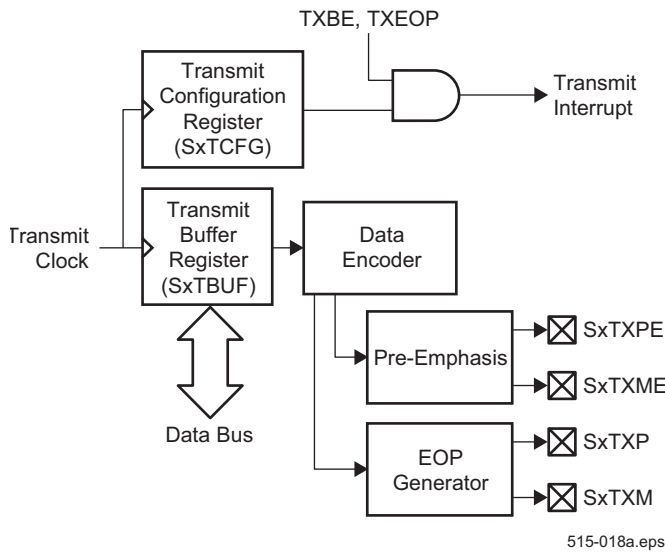 TXBE, TXEOP
Transmit
Configuration
Register
(SxTCFG)
Transmit
Interrupt
Transmit
Clock
Transmit
Buffer
Register
(SxTBUF)
Data
Encoder
Data Bus
Pre-Emphasis
SxTXPE
SxTXME
EOP
Generator
SxTXP
SxTXM
515-018a.eps